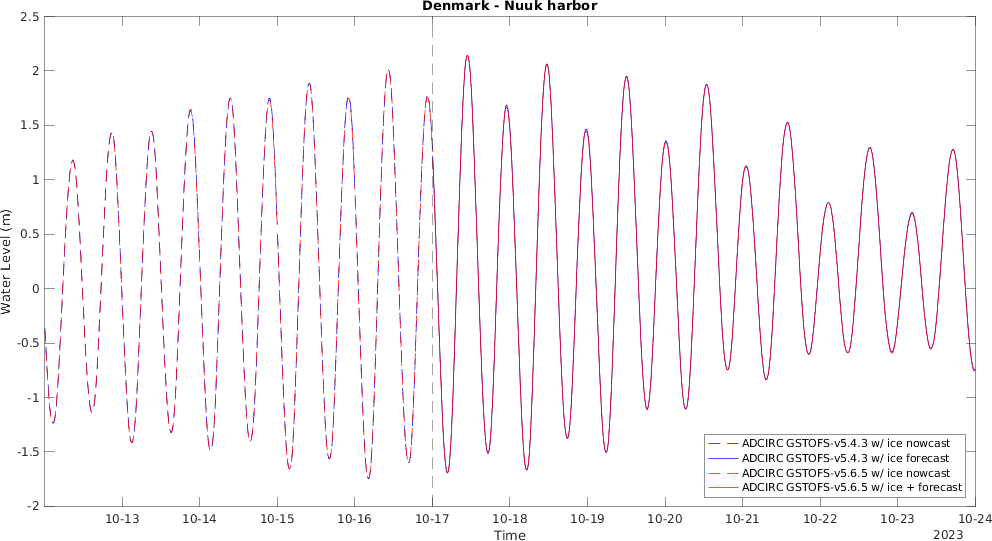 Denmark - Nuuk harbor
2.5
2
1.5
1
0.5
0
-0.5
-1
-1.5
-2
Water Level (m)
ADCIRC GSTOFS-v5.4.3 w/ ice nowcast
ADCIRC GSTOFS-v5.4.3 w/ ice forecast
ADCIRC GSTOFS-v5.6.5 w/ ice nowcast
ADCIRC GSTOFS-v5.6.5 w/ ice + forecast
10-13 10-14 10-15 10-16 10-17 10-18 10-19 10-20 10-21 10-22 10-23 10-24
Time
2023